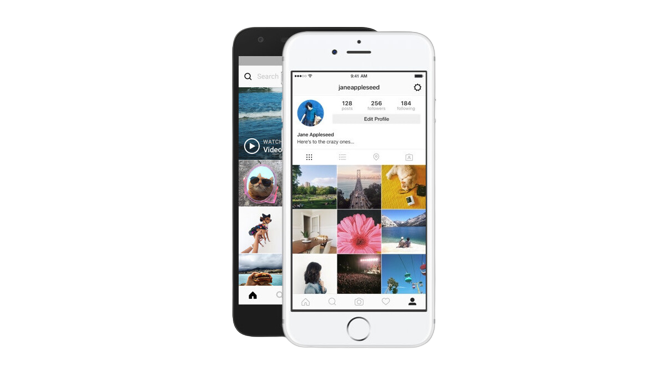 Search
WATCH
Video
9:41 AM
janeappleseed
128
256
184
posts
followers
following
Edit Profile
Jane Appleseed
Here's to the crazy ones...